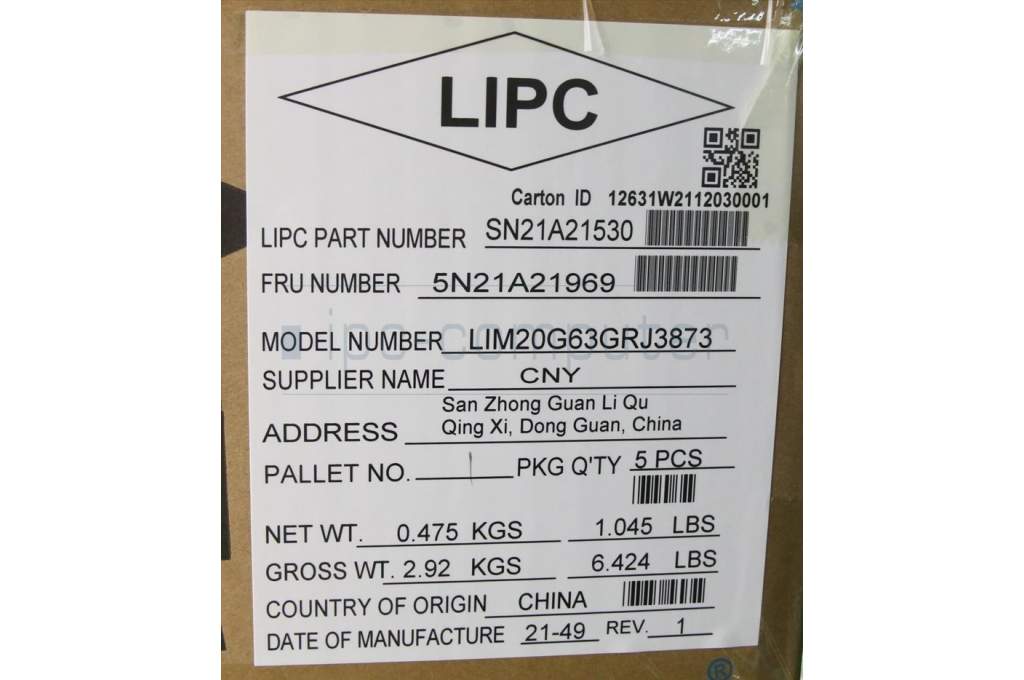 LIPC
Carton ID 12631W2112030001
LIPC PART NUMBER SN21A21530
FRU NUMBER 5N21A21969
ipc-computer
MODEL NUMBER LIM20G63GRJ3873
SUPPLIER NAME CNY
San Zhong Guan Li Qu
ADDRESS Qing Xi, Dong Guan, China
PALLET NO. PKG Q'TY 5 PCS
NET WT. 0.475 KGS 1.045 LBS
GROSS WT. 2.92 KGS 6.424 LBS
COUNTRY OF ORIGIN CHINA
DATE OF MANUFACTURE 21-49 REV. 1
®